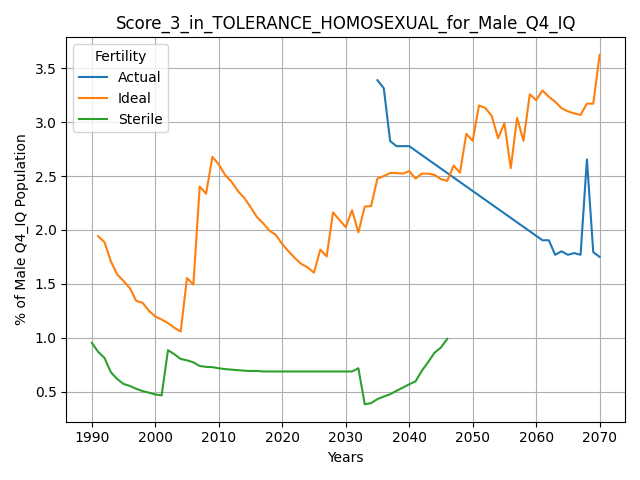 Score_3_in_TOLERANCE_HOMOSEXUAL_for_Male_Q4_IQ
Fertility
Actual
Ideal
Sterile
% of Male Q4_IQ Population
3.5
3.0
2.5
2.0
1.5
1.0
0.5
1990 2000 2010 2020 2030 2040 2050 2060 2070
Years